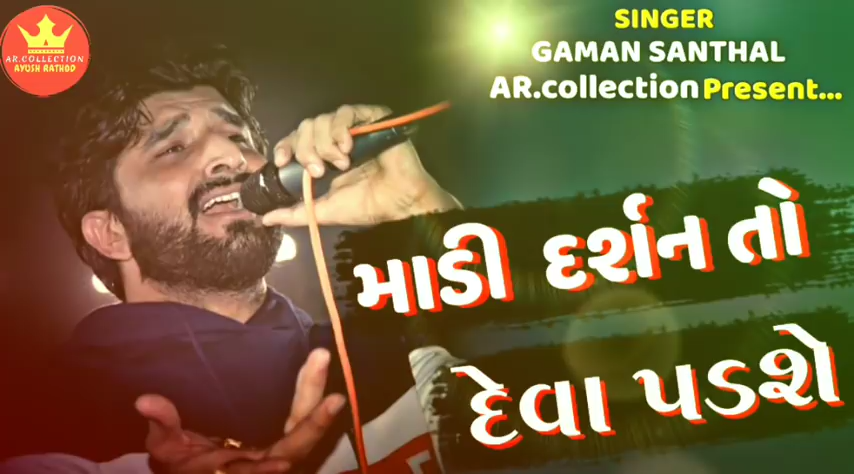 AR.COLLECTION
AYUSH RATHOD
SINGER
GAMAN SANTHAL
AR.collection Present...
માડી દર્શન તો
દેવા પડશે